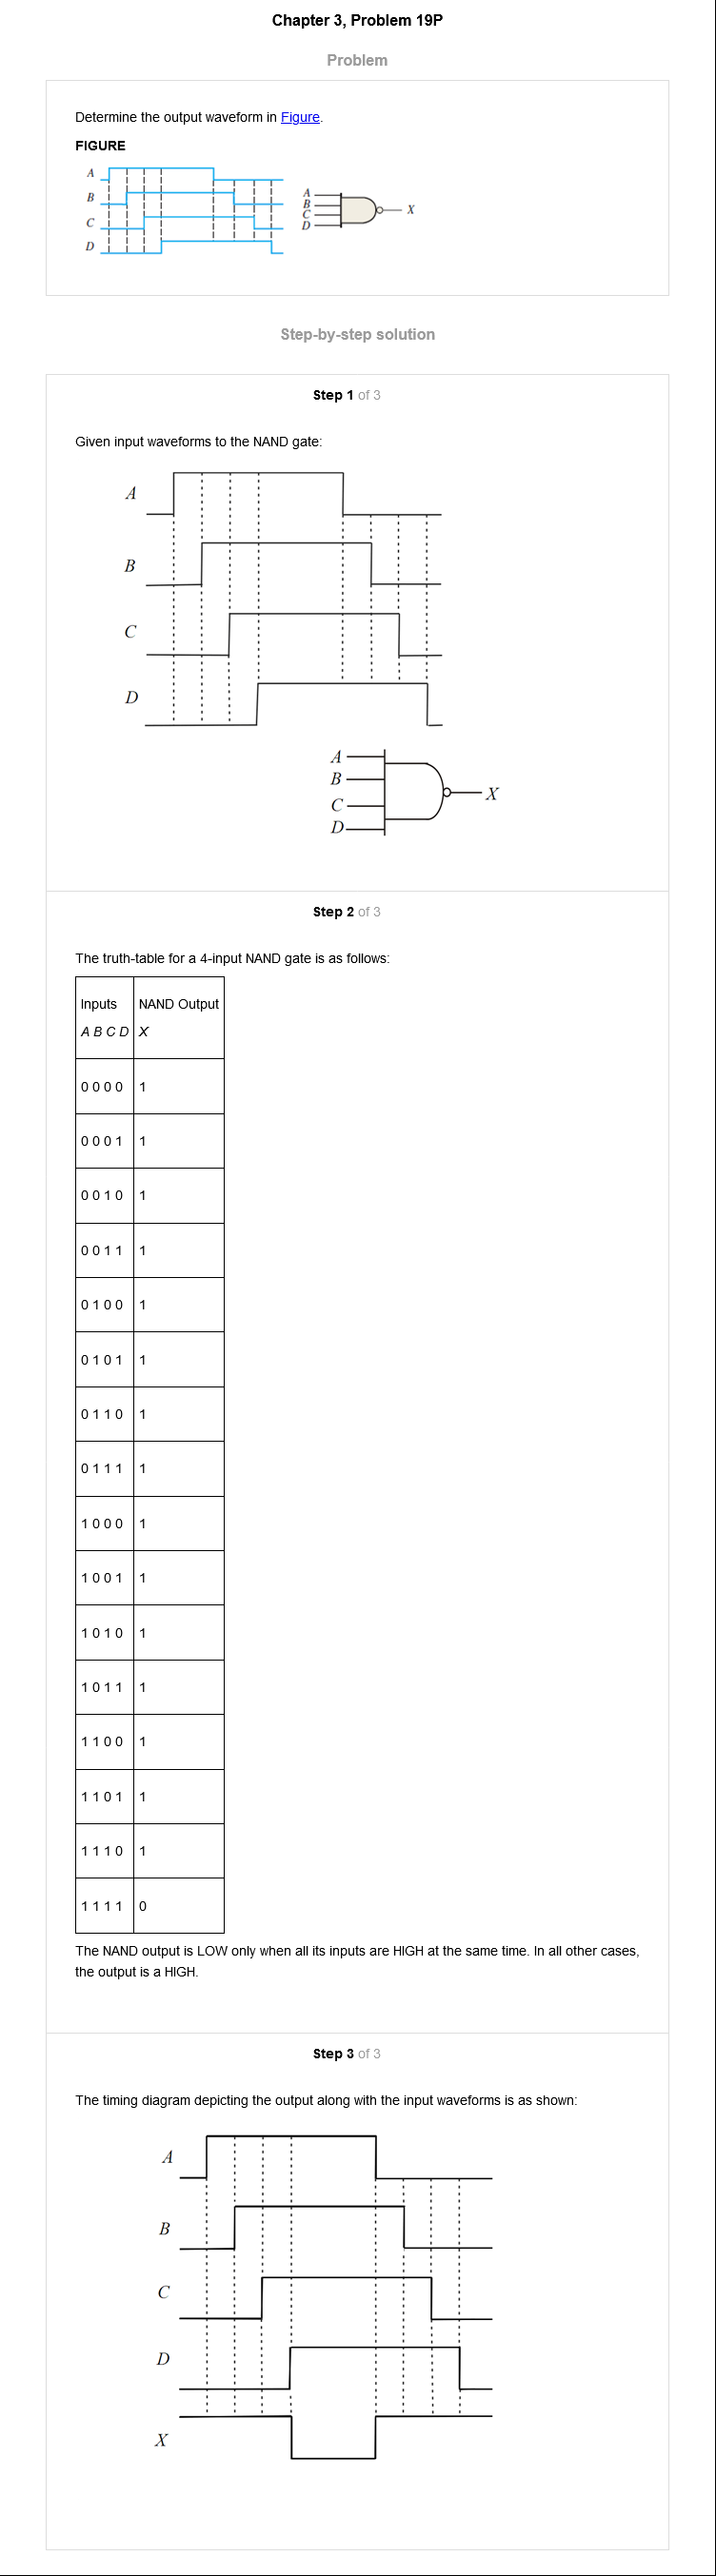 Chapter 3, Problem 19P
Problem
Determine the output waveform in Figure.
FIGURE
A
B
C
D
A
B
C
D
X
Step-by-step solution
Step 1 of 3
Given input waveforms to the NAND gate:
A
B
C
D
A
B
C
D
X
Step 2 of 3
The truth-table for a 4-input NAND gate is as follows:
Inputs NAND Output
A B C D X
0 0 0 0 1
0 0 0 1 1
0 0 1 0 1
0 0 1 1 1
0 1 0 0 1
0 1 0 1 1
0 1 1 0 1
0 1 1 1 1
1 0 0 0 1
1 0 0 1 1
1 0 1 0 1
1 0 1 1 1
1 1 0 0 1
1 1 0 1 1
1 1 1 0 1
1 1 1 1 0
The NAND output is LOW only when all its inputs are HIGH at the same time. In all other cases,
the output is a HIGH.
Step 3 of 3
The timing diagram depicting the output along with the input waveforms is as shown:
A
B
C
D
X